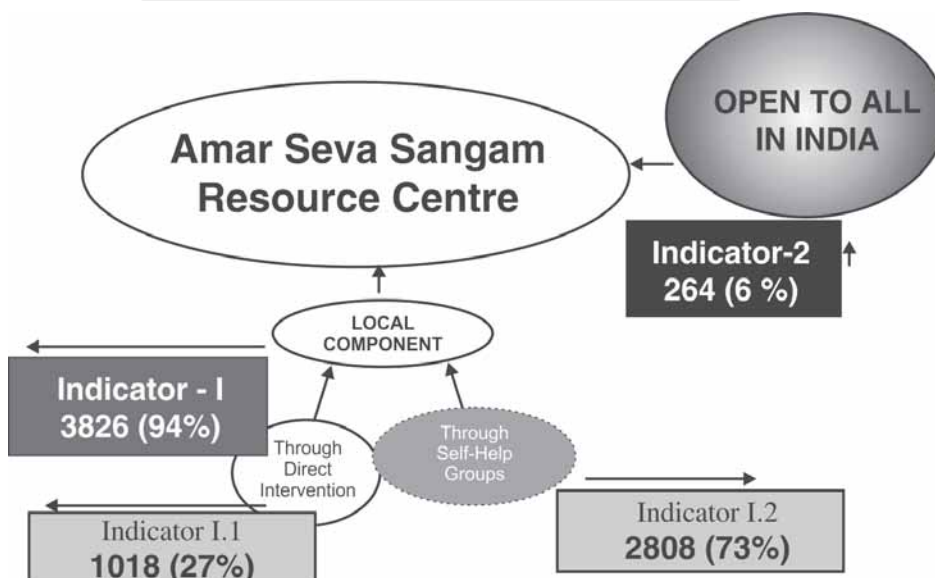 OPEN TO ALL
IN INDIA
Amar Seva Sangam
Resource Centre
Indicator-2
264 (6 %)
LOCAL
COMPONENT
Indicator - I
3826 (94%)
Through
Direct
Intervention
Through
Self-Help
Groups
Indicator I.1
1018 (27%)
Indicator I.2
2808 (73%)